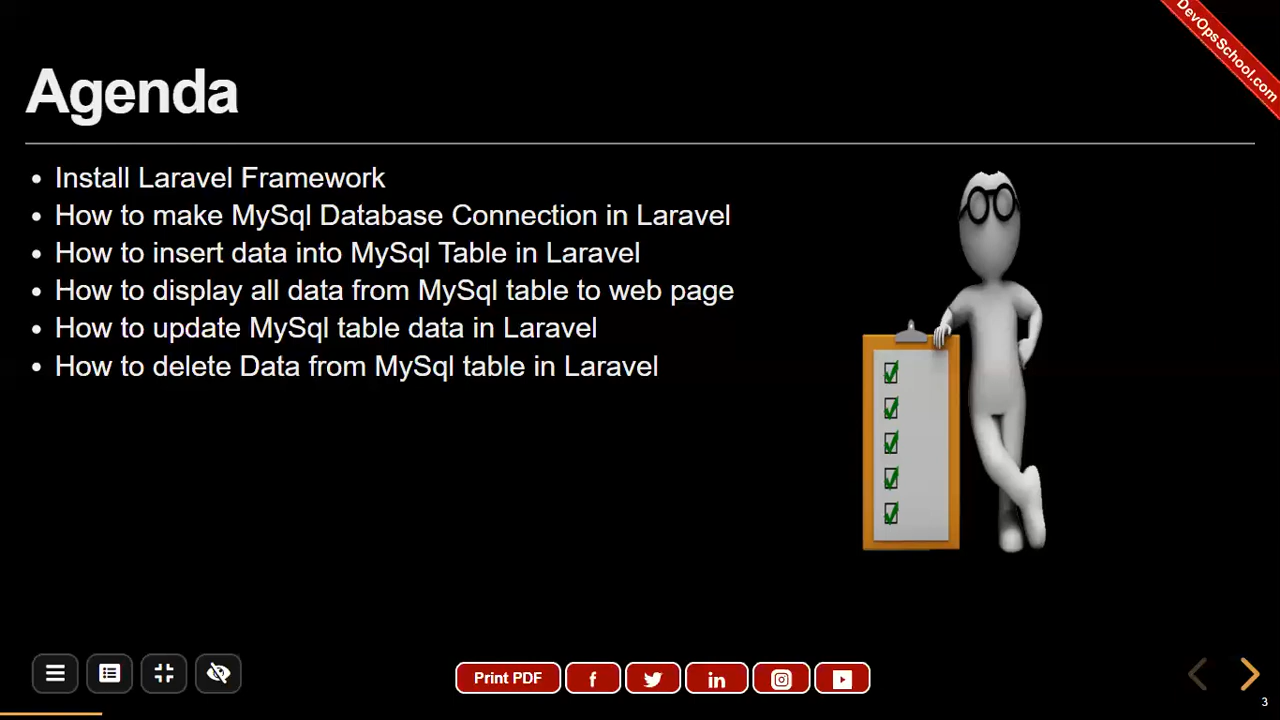 DevOpsSchool.com
Agenda
Install Laravel Framework
How to make MySql Database Connection in Laravel
How to insert data into MySql Table in Laravel
How to display all data from MySql table to web page
How to update MySql table data in Laravel
How to delete Data from MySql table in Laravel
Print PDF
3